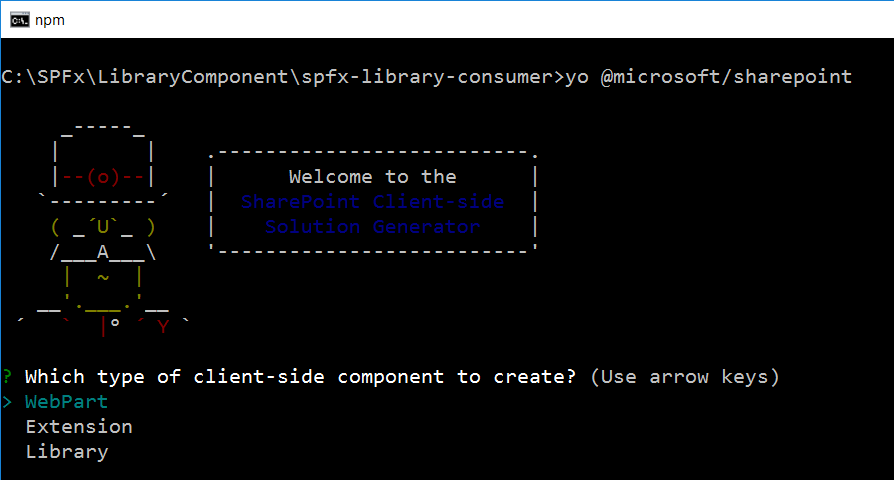 npm
C:\SPFx\LibraryComponent\spfx-library-consumer>yo @microsoft/sharepoint
Welcome to the
SharePoint Client-side
Solution Generator
? Which type of client-side component to create? (Use arrow keys)
> WebPart
Extension
Library